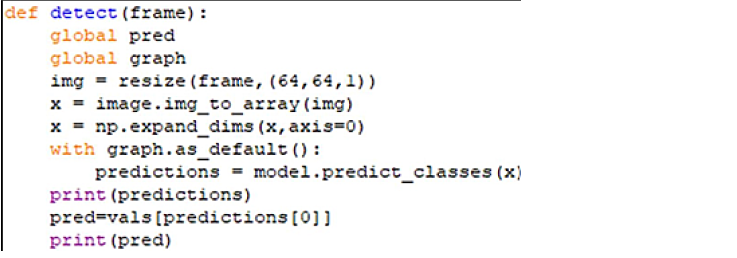 def detect(frame):
    global pred
    global graph
    img = resize(frame,(64,64,1))
    x = image.img_to_array(img)
    x = np.expand_dims(x,axis=0)
    with graph.as_default():
        predictions = model.predict_classes(x)
    print(predictions)
    pred=vals[predictions[0]]
    print(pred)